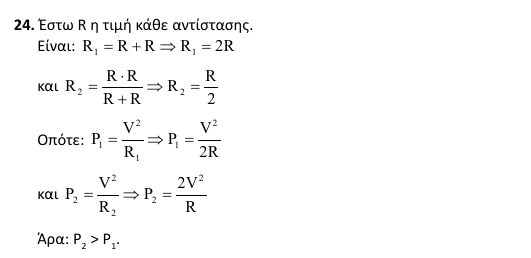 24. Έστω R η τιμή κάθε αντίστασης.
Είναι: R₁ = R + R ⇒ R₁ = 2R
και R₂ = (R · R)/(R + R) ⇒ R₂ = R/2
Οπότε: P₁ = V²/R₁ ⇒ P₁ = V²/2R
και P₂ = V²/R₂ ⇒ P₂ = 2V²/R
Άρα: P₂ > P₁.